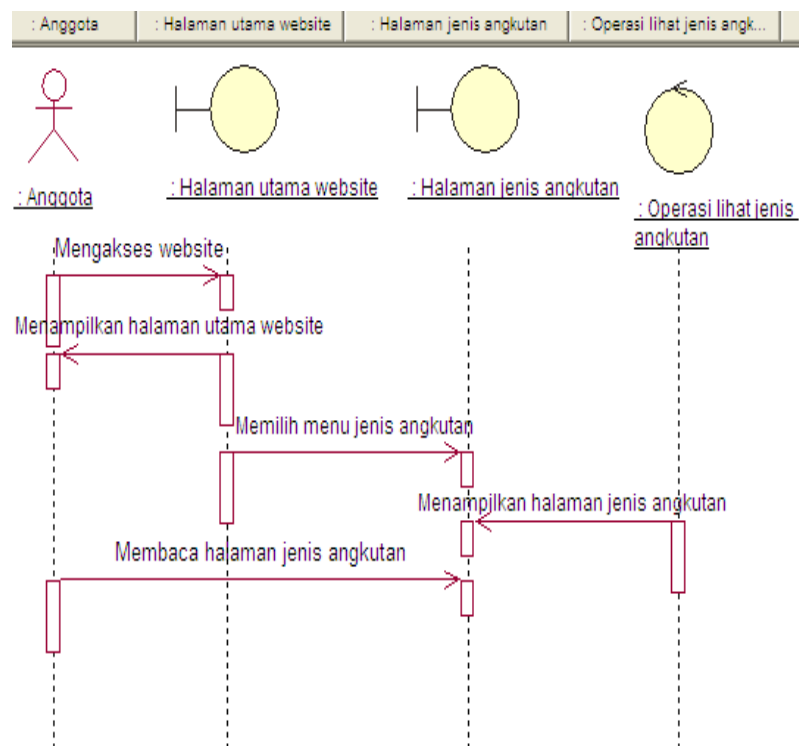 : Anggota
: Halaman utama website
: Halaman jenis angkutan
: Operasi lihat jenis angk...
: Anggota
: Halaman utama website
: Halaman jenis angkutan
: Operasi lihat jenis
angkutan
Mengakses website
Menampilkan halaman utama website
Memilih menu jenis angkutan
Menampilkan halaman jenis angkutan
Membaca halaman jenis angkutan